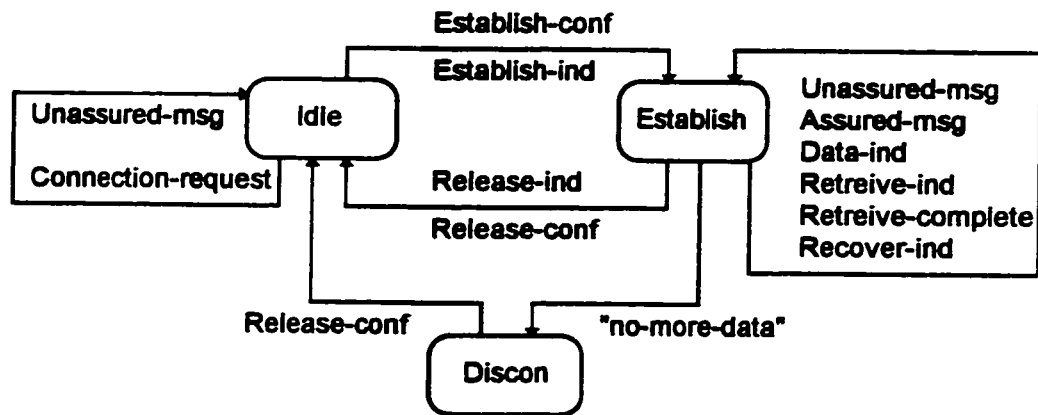 Establish-conf
Establish-ind
Unassured-msg
Idle
Establish
Unassured-msg
Assured-msg
Data-ind
Retreive-ind
Retreive-complete
Recover-ind
Connection-request
Release-ind
Release-conf
Release-conf
"no-more-data"
Discon